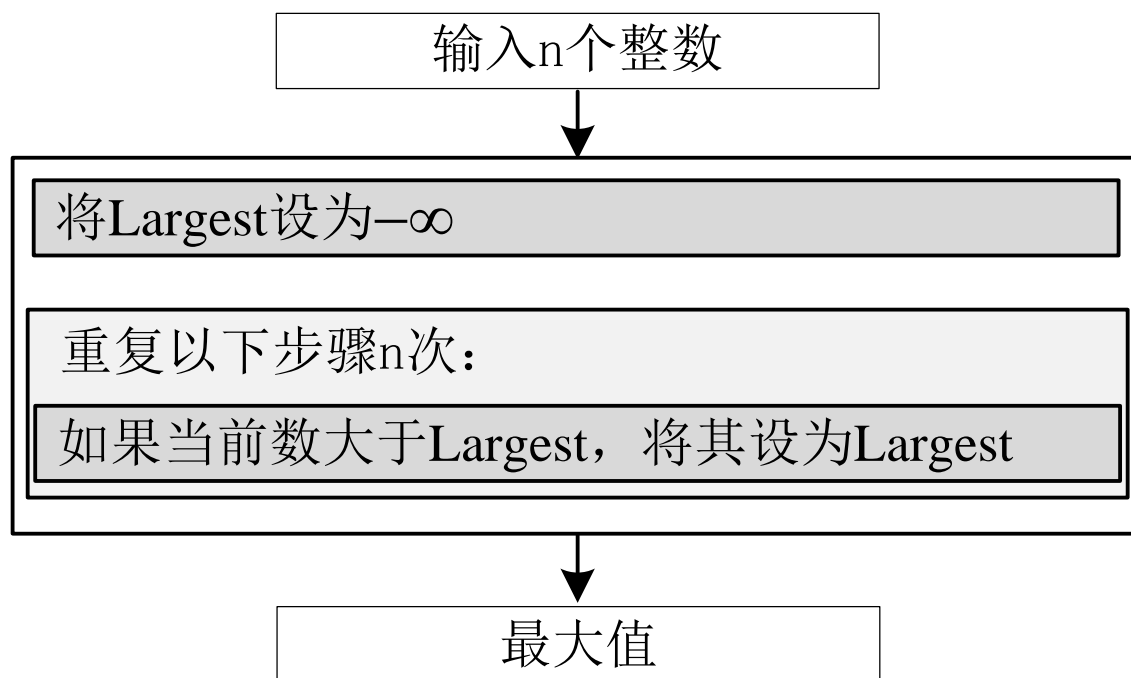 输入n个整数
将Largest设为–∞
重复以下步骤n次：
如果当前数大于Largest，将其设为Largest
最大值